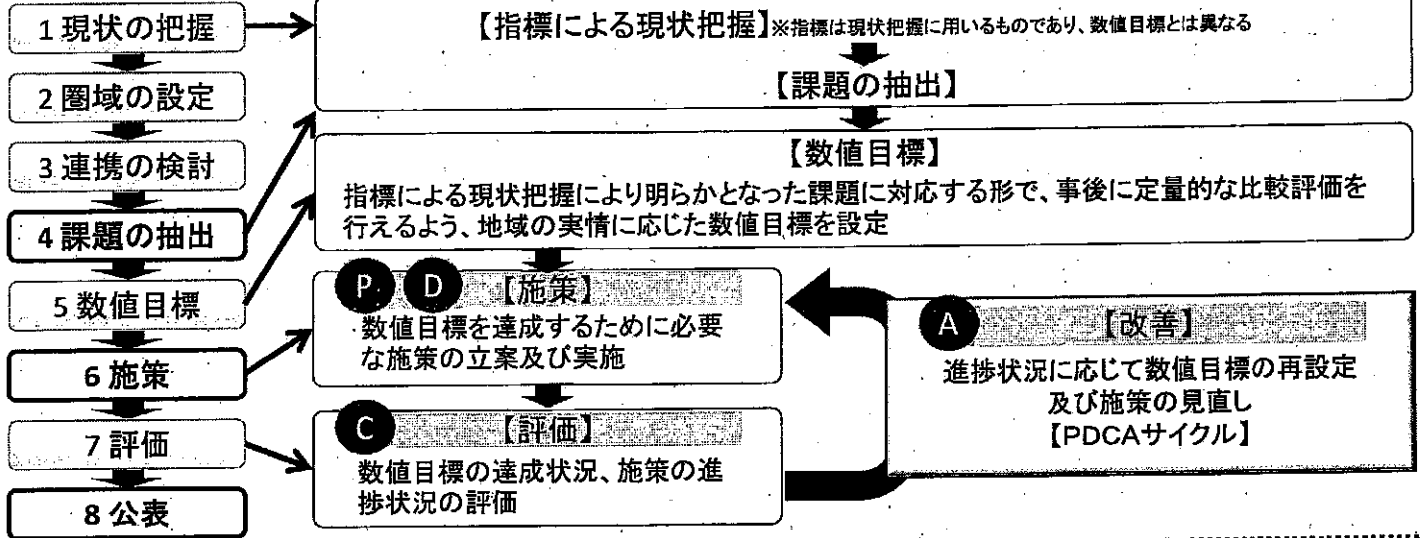 1 現状の把握
2 圏域の設定
3 連携の検討
4 課題の抽出
5 数値目標
6 施策
7 評価
8 公表
【指標による現状把握】※指標は現状把握に用いるものであり、数値目標とは異なる
【課題の抽出】
【数値目標】
指標による現状把握により明らかとなった課題に対応する形で、事後に定量的な比較評価を
行えるよう、地域の実情に応じた数値目標を設定
P D 【施策】
数値目標を達成するために必要
な施策の立案及び実施
C 【評価】
数値目標の達成状況、施策の進
捗状況の評価
A 【改善】
進捗状況に応じて数値目標の再設定
及び施策の見直し
【PDCAサイクル】